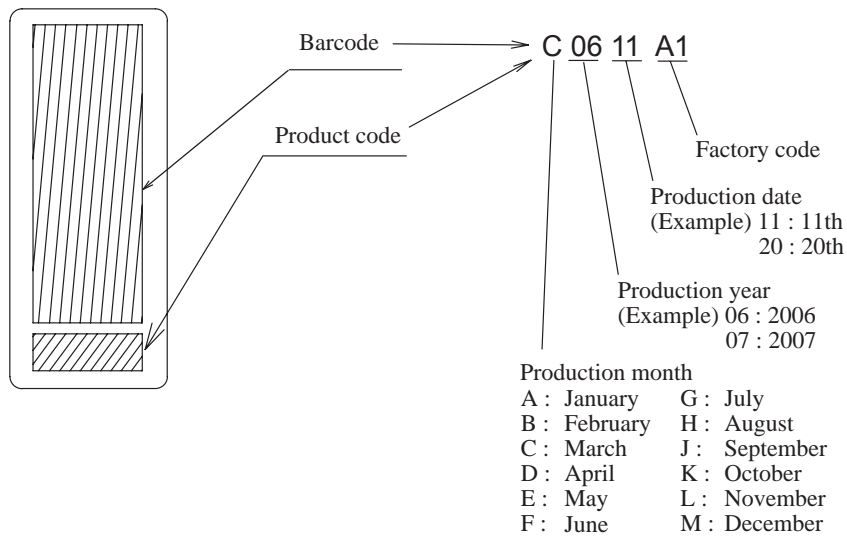 Barcode
C 06 11 A1
Product code
Factory code
Production date
(Example) 11 : 11th
20 : 20th
Production year
(Example) 06 : 2006
07 : 2007
Production month
A : January G : July
B : February H : August
C : March J : September
D : April K : October
E : May L : November
F : June M : December